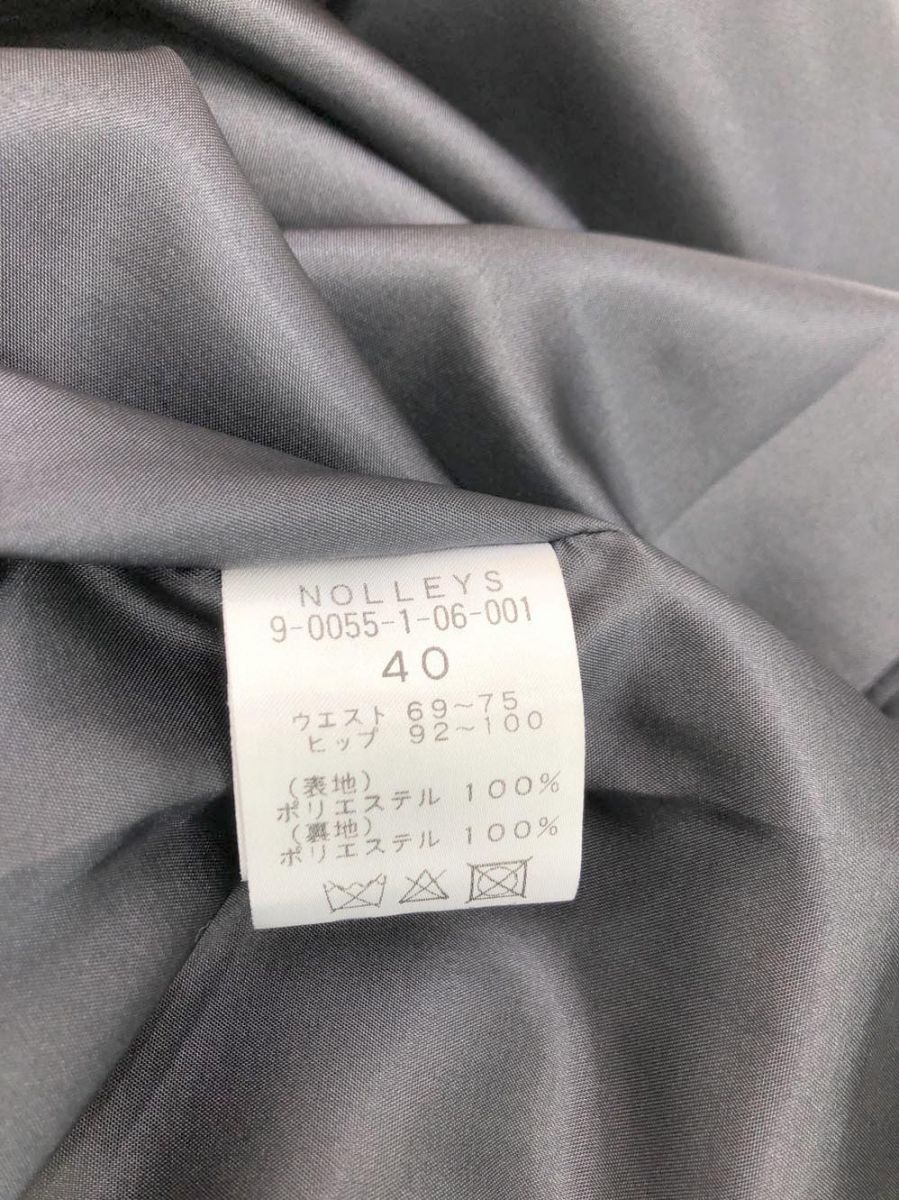 NOLLEYS
9-0055-1-06-001
40
ウエスト 69~75
ヒップ 92~100
(表地)
ポリエステル 100%
(裏地)
ポリエステル 100%